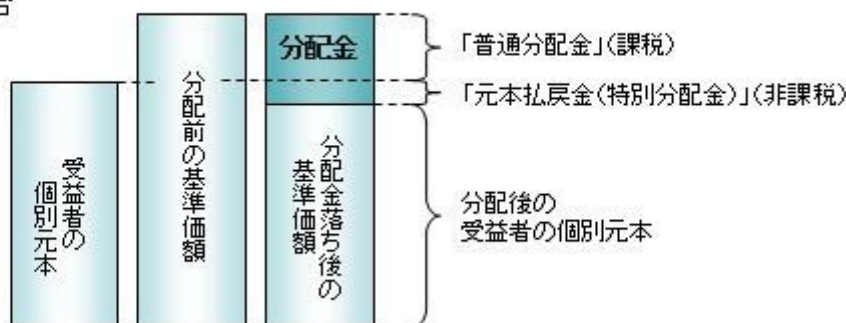 分配金
「普通分配金」(課税)
「元本払戻金(特別分配金)」(非課税)
受益者の
個別元本
分配前の基準価額
分配金落ち後の
基準価額
分配後の
受益者の個別元本